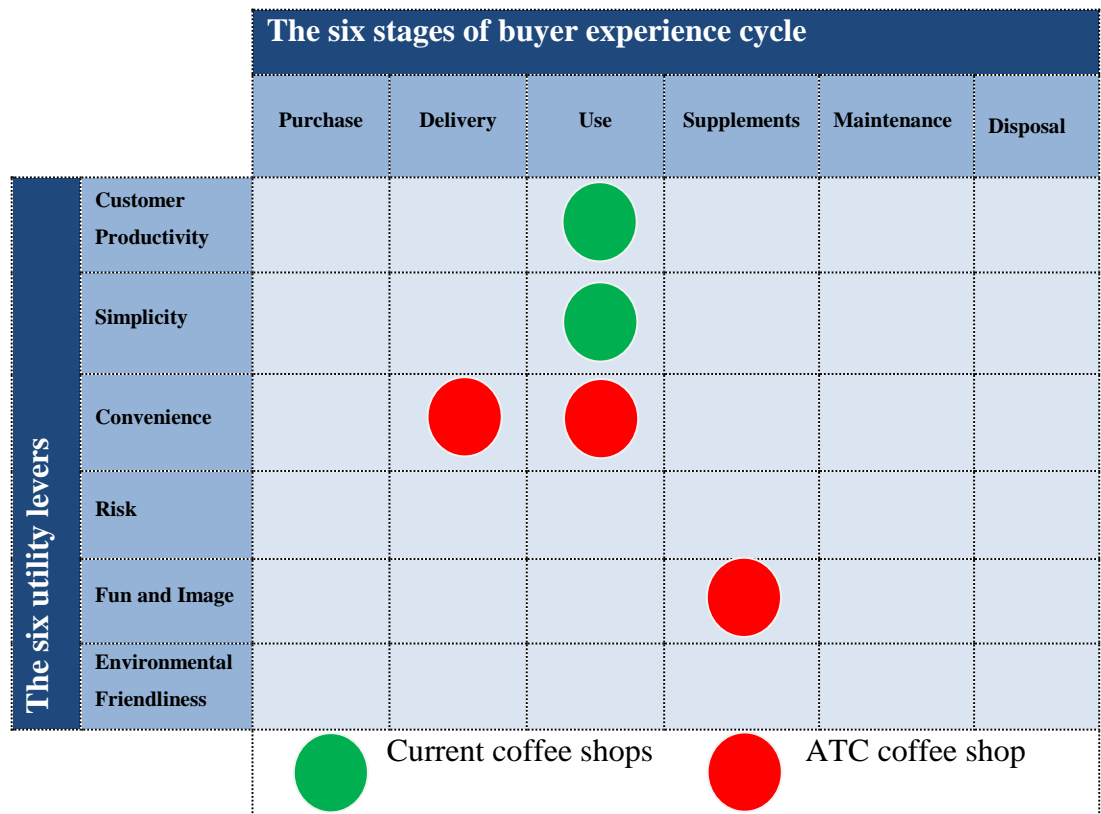 The six stages of buyer experience cycle
Purchase Delivery Use Supplements Maintenance Disposal
The six utility levers
Customer
Productivity
Simplicity
Convenience
Risk
Fun and Image
Environmental
Friendliness
Current coffee shops ATC coffee shop